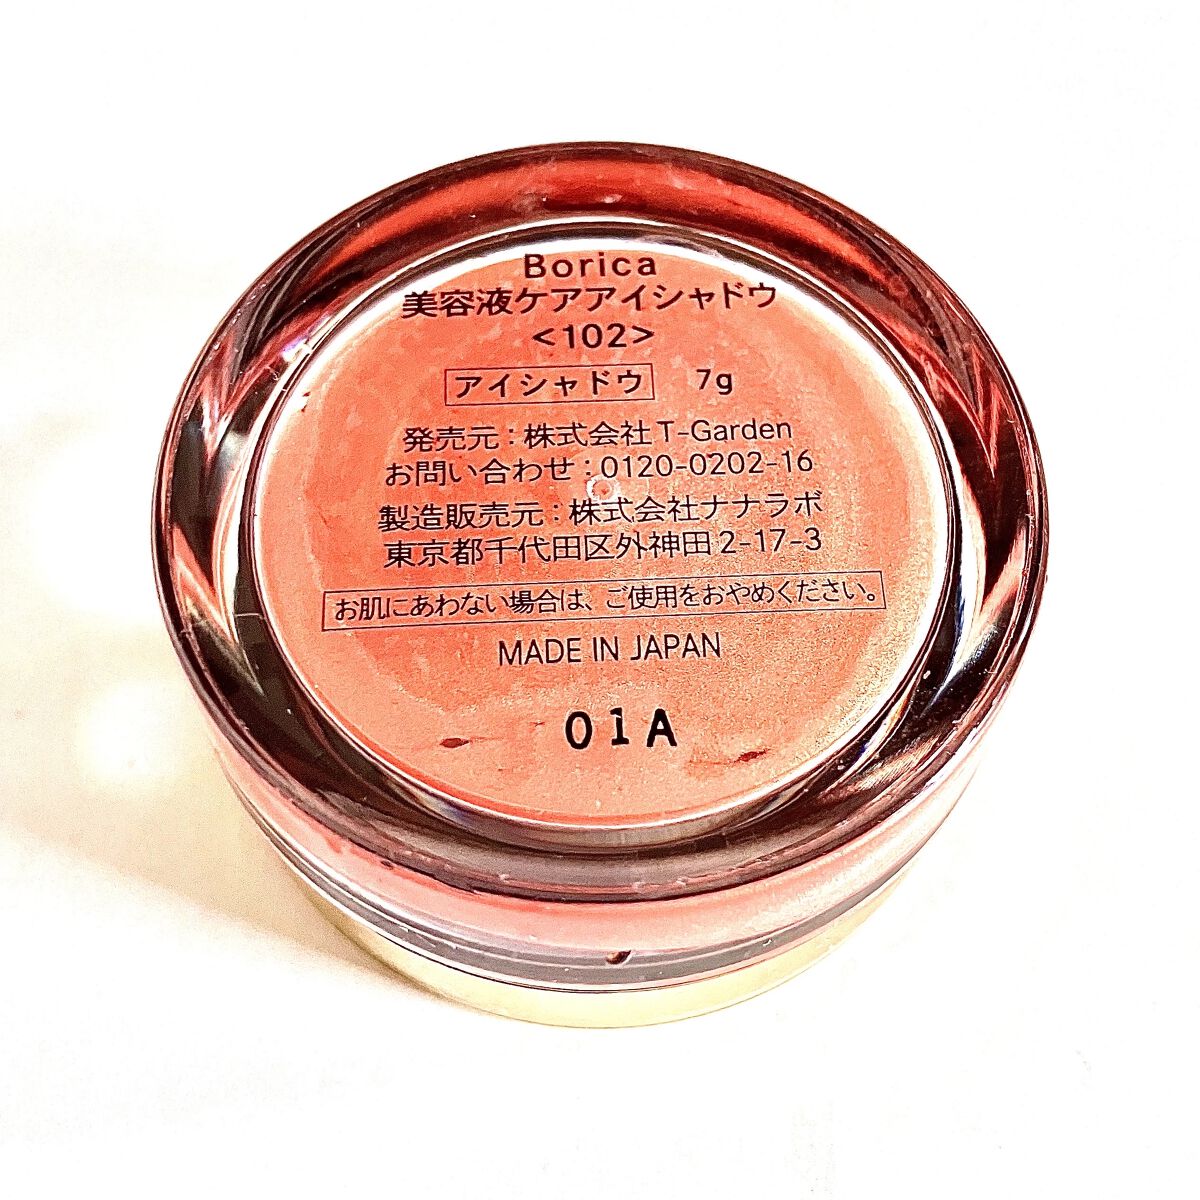 Borica
美容液ケアアイシャドウ
<102>
アイシャドウ 7g
発売元:株式会社T-Garden
お問い合わせ:0120-0202-16
製造販売元:株式会社ナナラボ
東京都千代田区外神田2-17-3
お肌にあわない場合は、ご使用をおやめください。
MADE IN JAPAN
01A